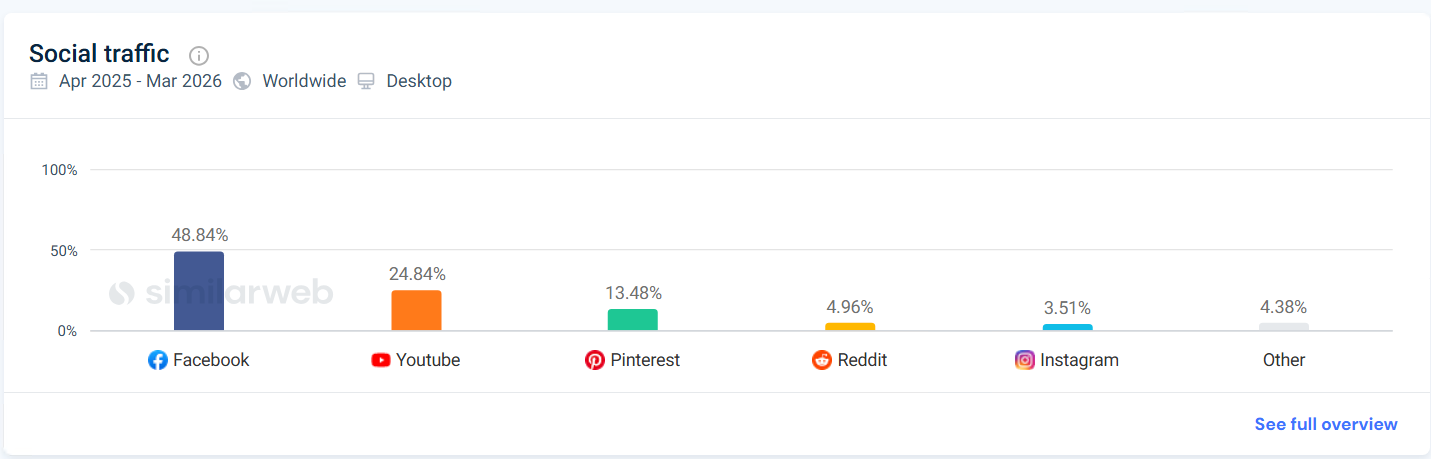 Social traffic
Apr 2025 - Mar 2026 Worldwide Desktop
100%
50%
0%
48.84%
24.84%
13.48%
4.96%
3.51%
4.38%
similarweb
Facebook
Youtube
Pinterest
Reddit
Instagram
Other
See full overview